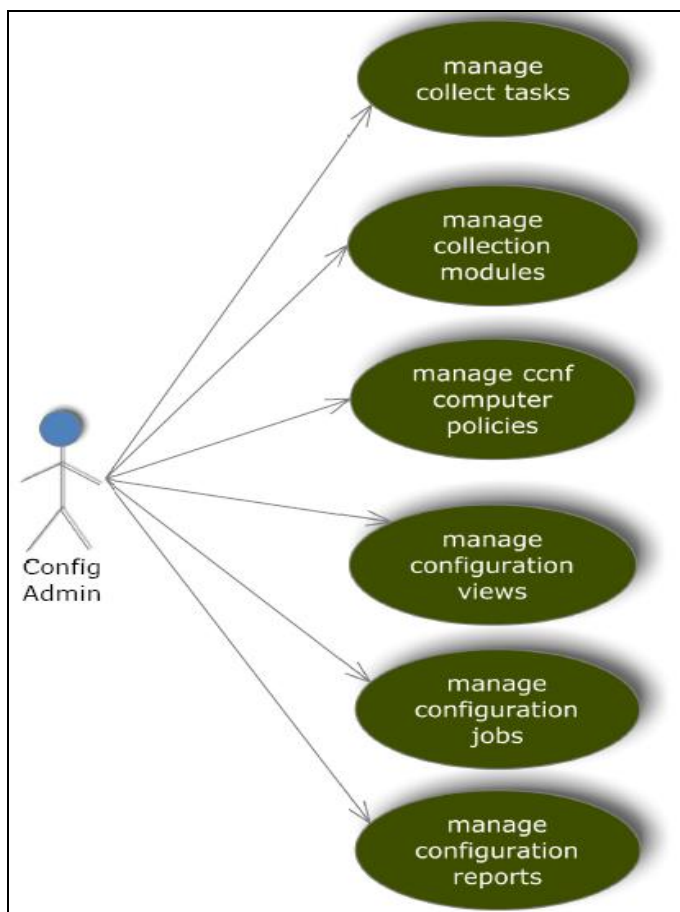 manage
collect tasks
manage
collection
modules
manage ccnf
computer
policies
manage
configuration
views
Config
Admin
manage
configuration
jobs
manage
configuration
reports